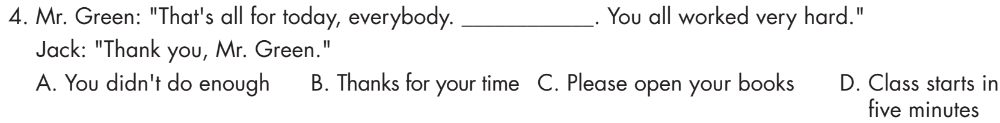 4. Mr. Green: "That's all for today, everybody. ____________. You all worked very hard."
Jack: "Thank you, Mr. Green."
A. You didn't do enough B. Thanks for your time C. Please open your books D. Class starts in
five minutes